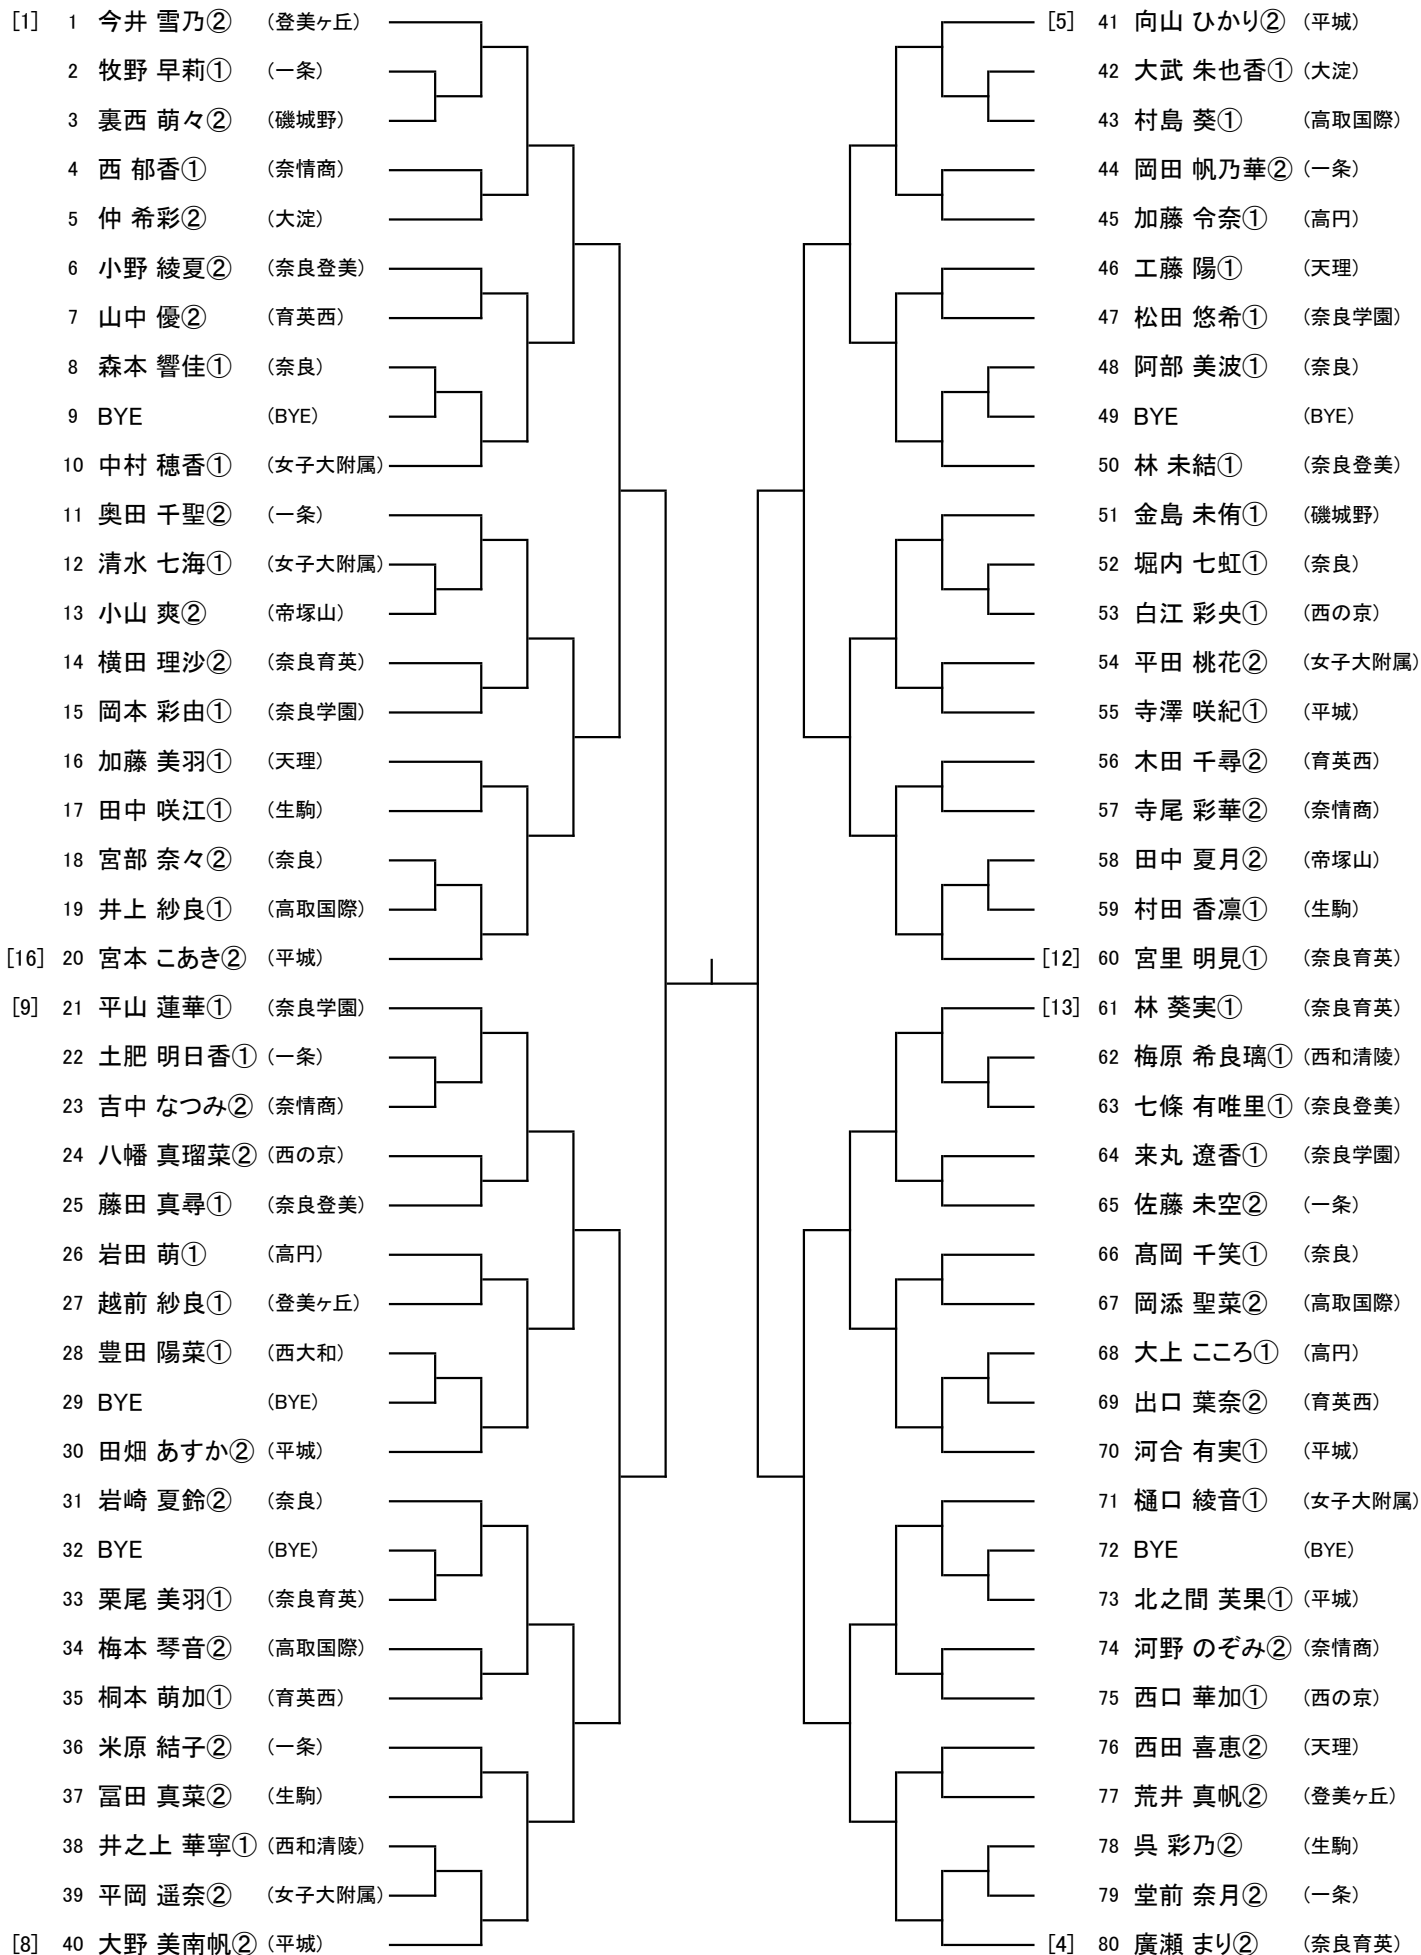 [1] 1 今井 雪乃② (登美ヶ丘)
2 牧野 早莉① (一条)
3 裏西 萌々② (磯城野)
4 西 郁香① (奈情商)
5 仲 希彩② (大淀)
6 小野 綾夏② (奈良登美)
7 山中 優② (育英西)
8 森本 響佳① (奈良)
9 BYE (BYE)
10 中村 穂香① (女子大附属)
11 奥田 千聖② (一条)
12 清水 七海① (女子大附属)
13 小山 爽② (帝塚山)
14 横田 理沙② (奈良育英)
15 岡本 彩由① (奈良学園)
16 加藤 美羽① (天理)
17 田中 咲江① (生駒)
18 宮部 奈々② (奈良)
19 井上 紗良① (高取国際)
[16] 20 宮本 こあき② (平城)
[9] 21 平山 蓮華① (奈良学園)
22 土肥 明日香① (一条)
23 吉中 なつみ② (奈情商)
24 八幡 真瑠菜② (西の京)
25 藤田 真尋① (奈良登美)
26 岩田 萌① (高円)
27 越前 紗良① (登美ヶ丘)
28 豊田 陽菜① (西大和)
29 BYE (BYE)
30 田畑 あすか② (平城)
31 岩崎 夏鈴② (奈良)
32 BYE (BYE)
33 栗尾 美羽① (奈良育英)
34 梅本 琴音② (高取国際)
35 桐本 萌加① (育英西)
36 米原 結子② (一条)
37 冨田 真菜② (生駒)
38 井之上 華寧① (西和清陵)
39 平岡 遥奈② (女子大附属)
[8] 40 大野 美南帆② (平城)
[5] 41 向山 ひかり② (平城)
42 大武 朱也香① (大淀)
43 村島 葵① (高取国際)
44 岡田 帆乃華② (一条)
45 加藤 令奈① (高円)
46 工藤 陽① (天理)
47 松田 悠希① (奈良学園)
48 阿部 美波① (奈良)
49 BYE (BYE)
50 林 未結① (奈良登美)
51 金島 未侑① (磯城野)
52 堀内 七虹① (奈良)
53 白江 彩央① (西の京)
54 平田 桃花② (女子大附属)
55 寺澤 咲紀① (平城)
56 木田 千尋② (育英西)
57 寺尾 彩華② (奈情商)
58 田中 夏月② (帝塚山)
59 村田 香凛① (生駒)
[12] 60 宮里 明見① (奈良育英)
[13] 61 林 葵実① (奈良育英)
62 梅原 希良璃① (西和清陵)
63 七條 有唯里① (奈良登美)
64 来丸 遼香① (奈良学園)
65 佐藤 未空② (一条)
66 髙岡 千笑① (奈良)
67 岡添 聖菜② (高取国際)
68 大上 こころ① (高円)
69 出口 葉奈② (育英西)
70 河合 有実① (平城)
71 樋口 綾音① (女子大附属)
72 BYE (BYE)
73 北之間 芙果① (平城)
74 河野 のぞみ② (奈情商)
75 西口 華加① (西の京)
76 西田 喜恵② (天理)
77 荒井 真帆② (登美ヶ丘)
78 呉 彩乃② (生駒)
79 堂前 奈月② (一条)
[4] 80 廣瀬 まり② (奈良育英)